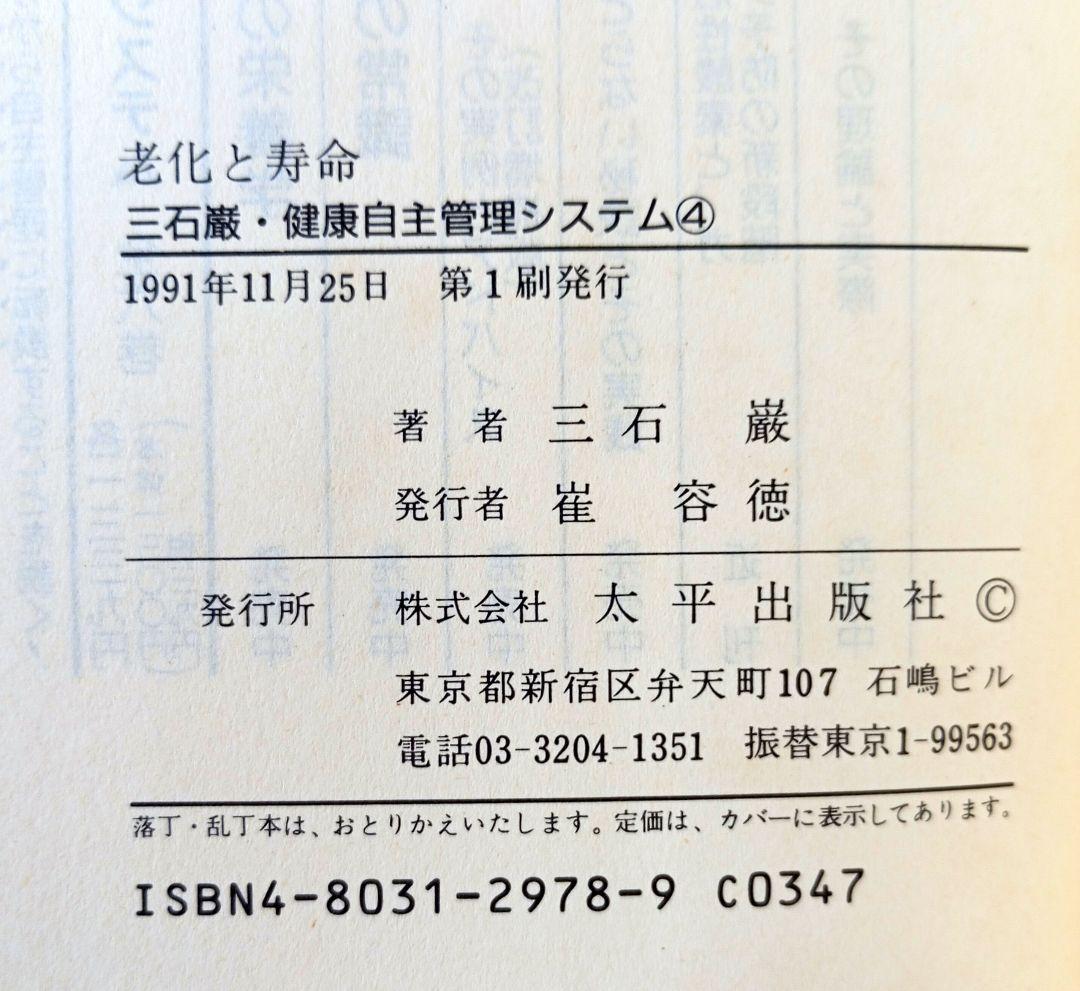 老化と寿命
三石巌・健康自主管理システム④
1991年11月25日　第1刷発行
著　者　三石　巌
発行者　崔　容徳
発行所　株式会社　太平出版社 ©
東京都新宿区弁天町107　石嶋ビル
電話03-3204-1351　振替東京1-99563
落丁・乱丁本は、おとりかえいたします。定価は、カバーに表示してあります。
ISBN4-8031-2978-9 C0347